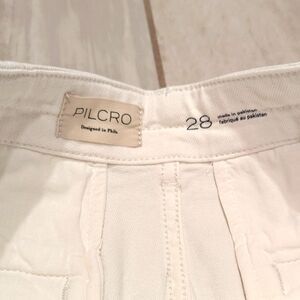 PILCRO
Designed in Phila.
28
made in pakistan
fabriqué au pakistan